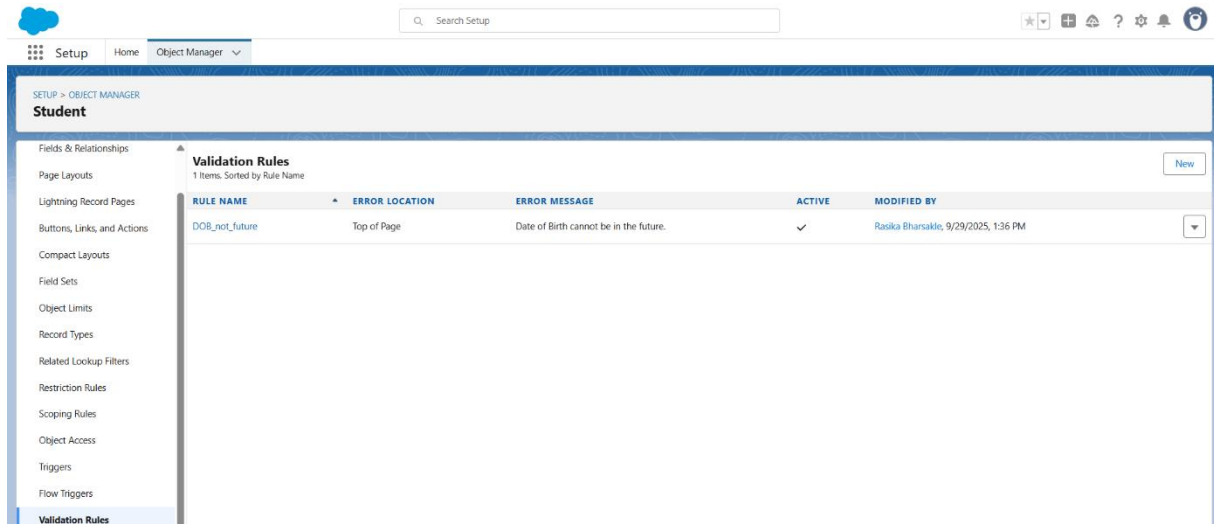 Search Setup
Setup Home Object Manager
SETUP > OBJECT MANAGER
Student
Fields & Relationships
Page Layouts
Lightning Record Pages
Buttons, Links, and Actions
Compact Layouts
Field Sets
Object Limits
Record Types
Related Lookup Filters
Restriction Rules
Scoping Rules
Object Access
Triggers
Flow Triggers
Validation Rules
Validation Rules
1 Items. Sorted by Rule Name
New
RULE NAME ERROR LOCATION ERROR MESSAGE ACTIVE MODIFIED BY
DOB_not_future Top of Page Date of Birth cannot be in the future. Rasika Bharsakle, 9/29/2025, 1:36 PM